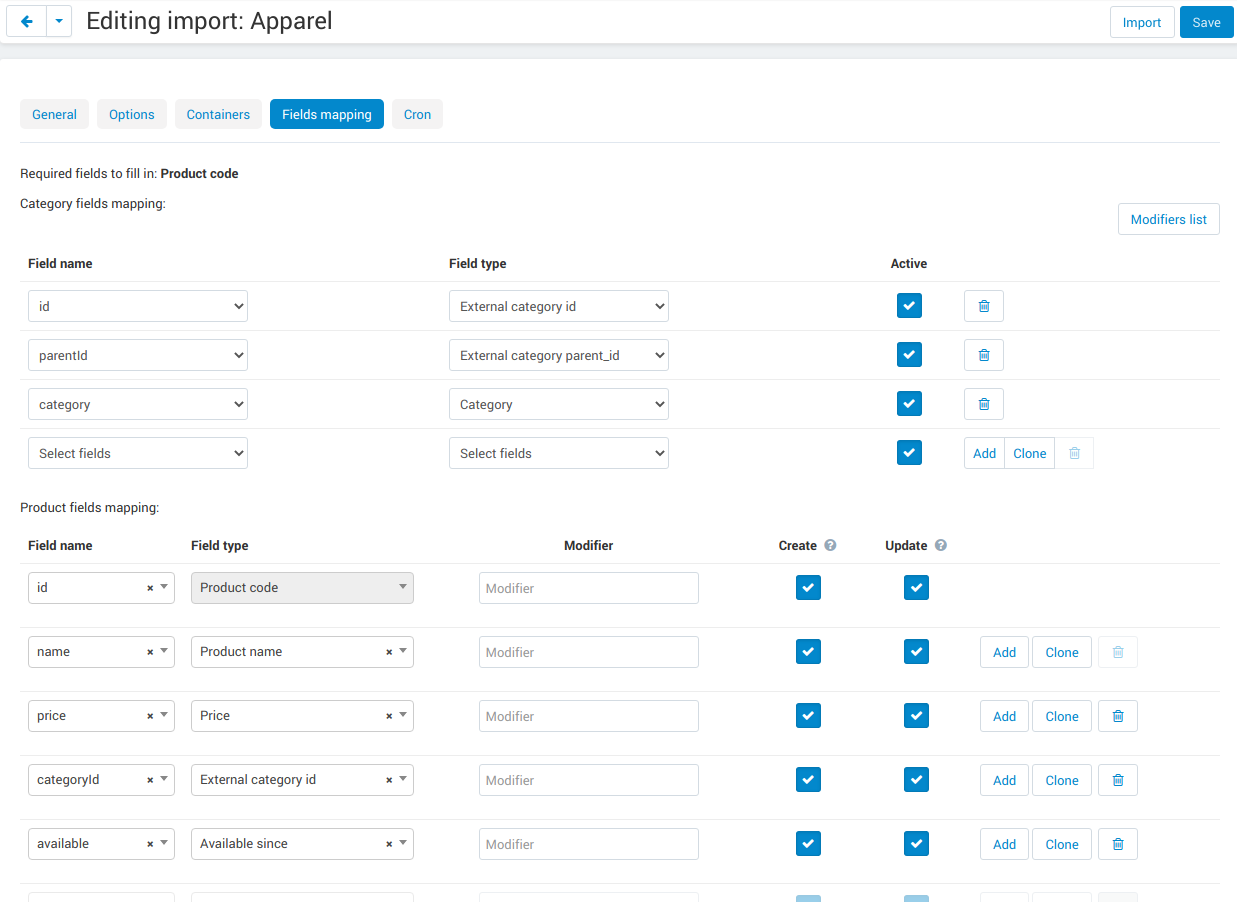 Editing import: Apparel
Import
Save
General
Options
Containers
Fields mapping
Cron
Required fields to fill in: Product code
Category fields mapping:
Modifiers list
Field name Field type Active
id External category id
parentId External category parent_id
category Category
Select fields Select fields Add Clone
Product fields mapping:
Field name Field type Modifier Create ? Update ?
id × Product code Modifier
name × Product name × Modifier Add Clone
price × Price × Modifier Add Clone
categoryId × External category id × Modifier Add Clone
available × Available since × Modifier Add Clone